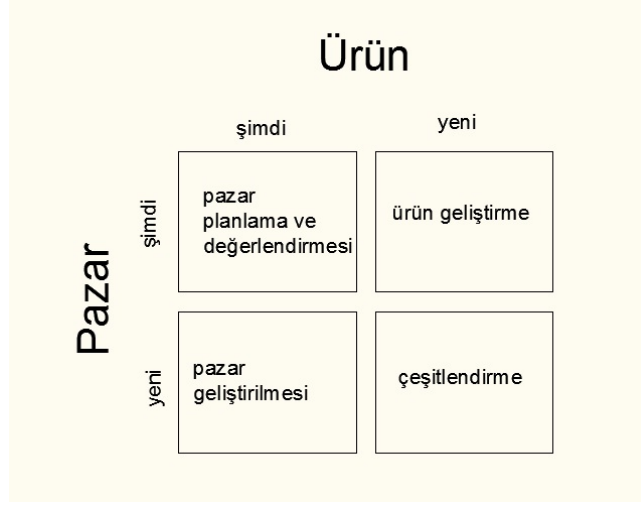 Ürün
şimdi
yeni
Pazar
şimdi
pazar
planlama ve
değerlendirmesi
ürün geliştirme
yeni
pazar
geliştirilmesi
çeşitlendirme